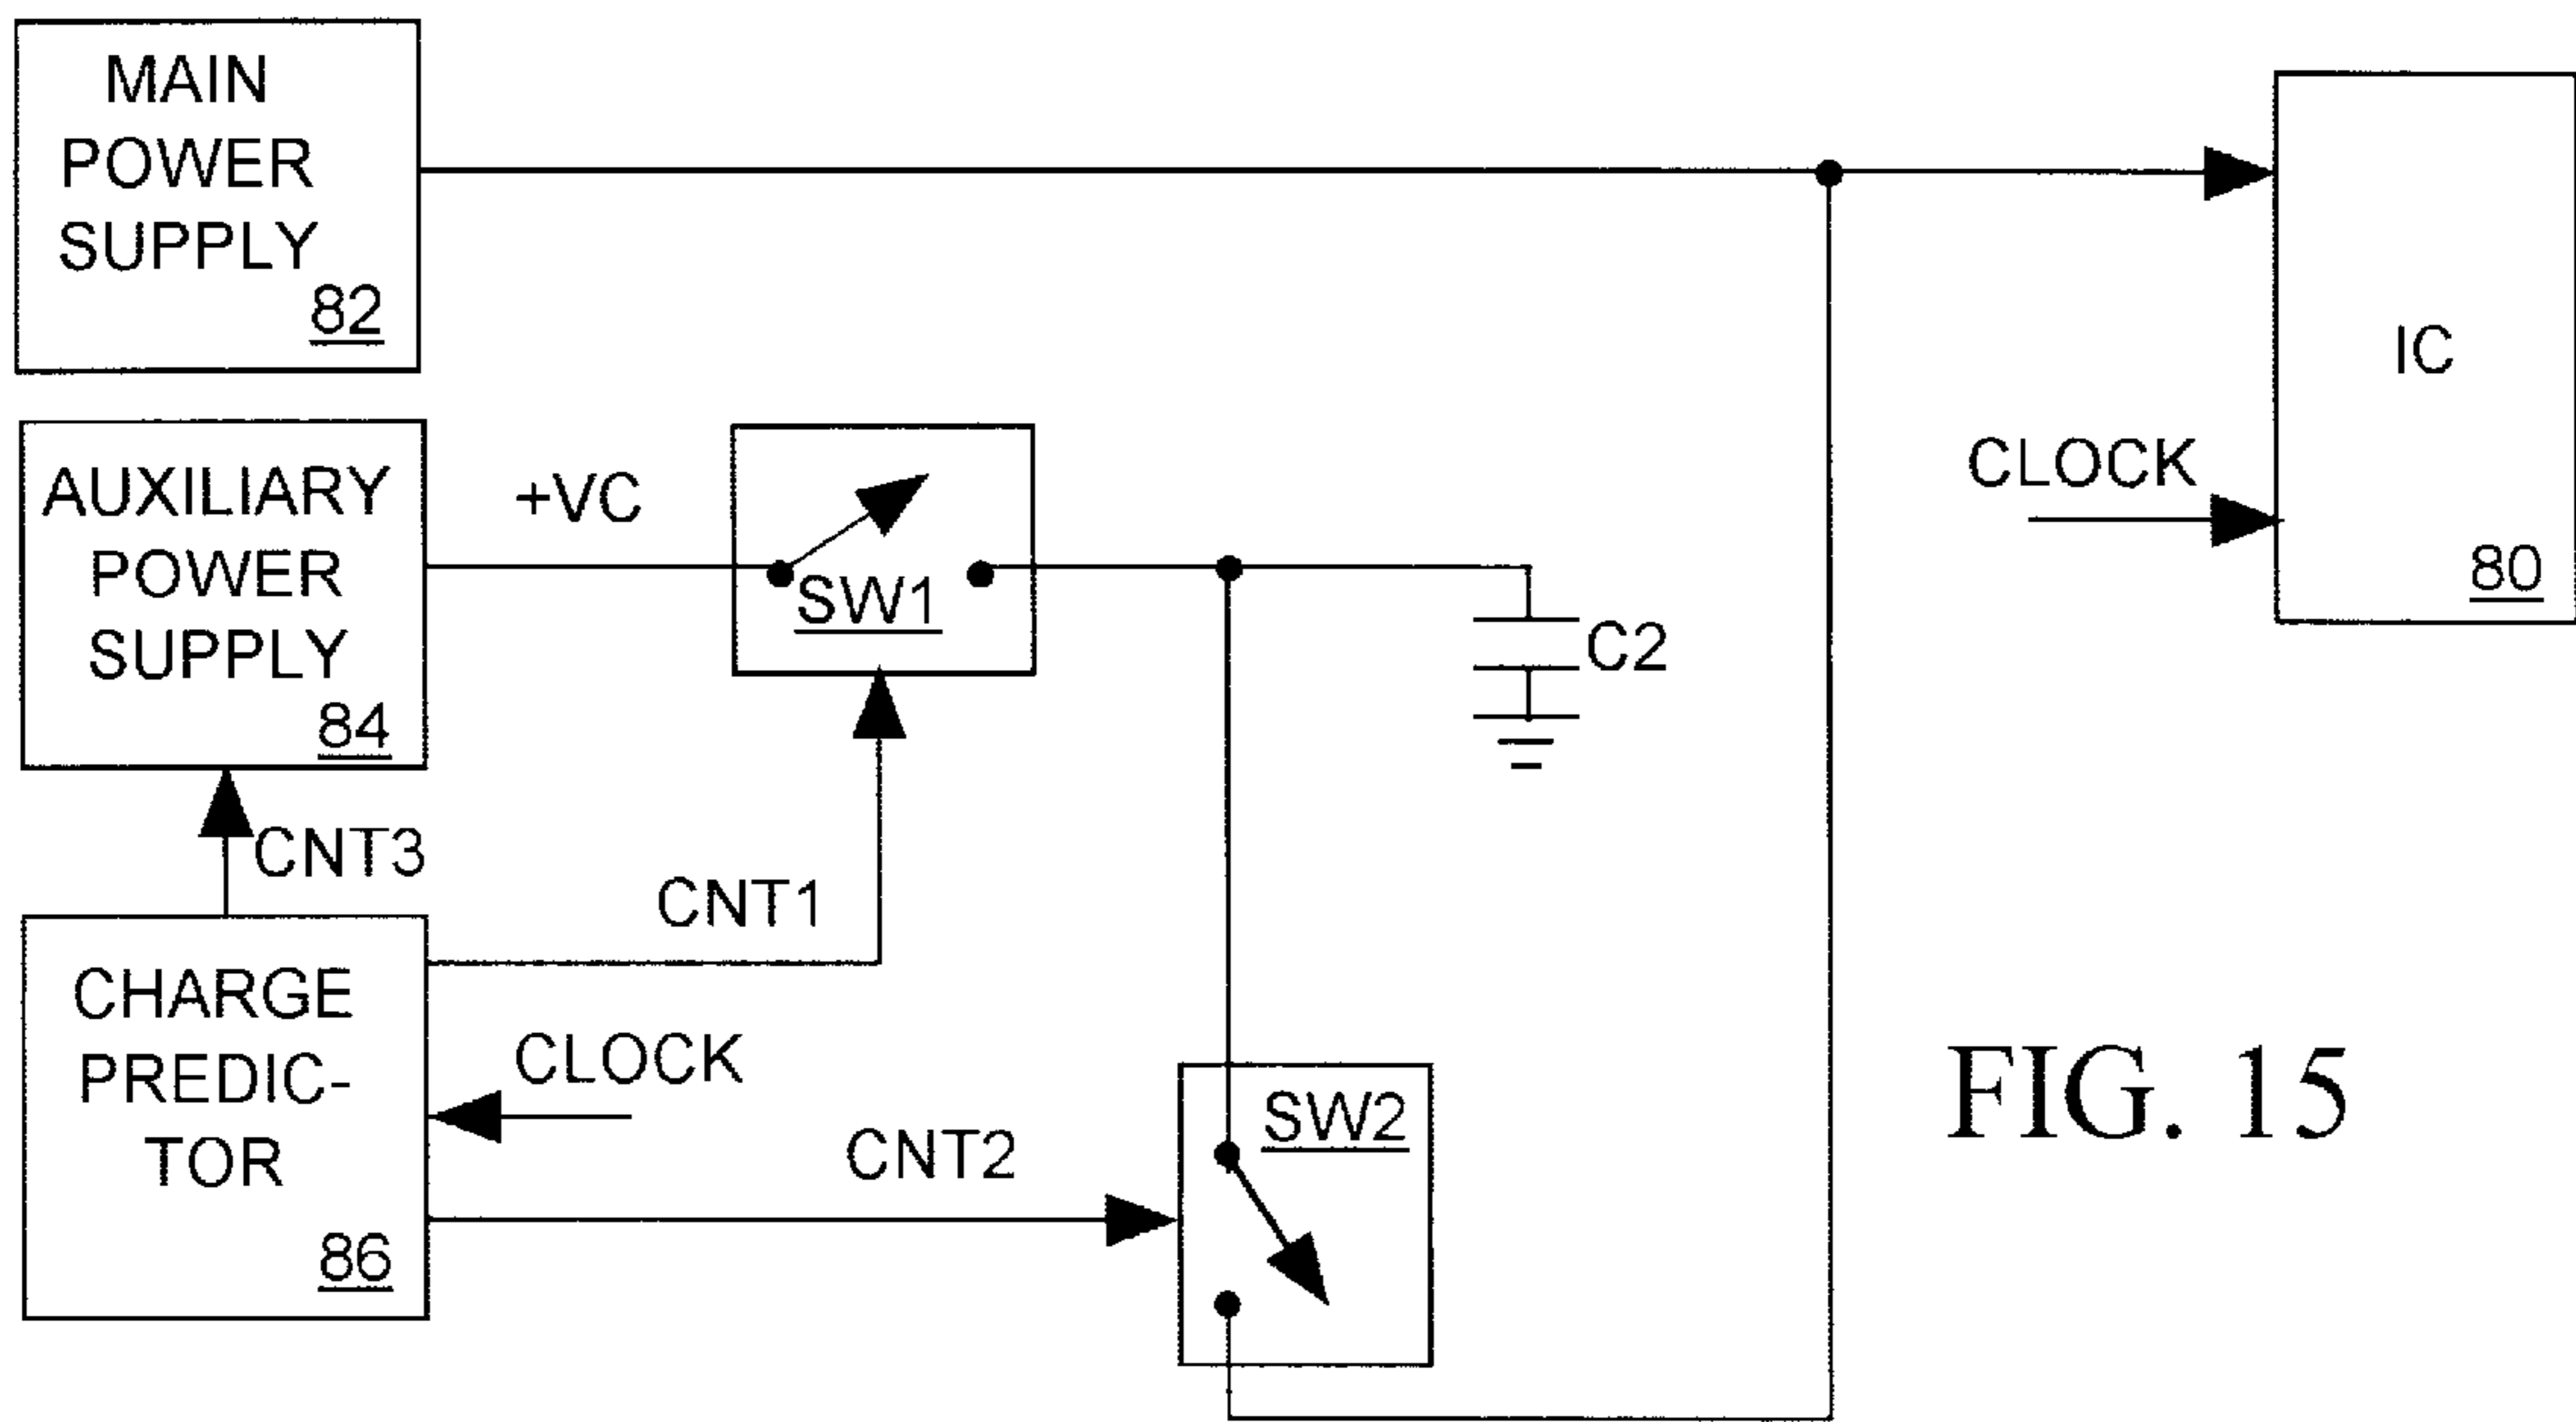 MAIN
POWER
SUPPLY
82
IC
CLOCK
80
AUXILIARY
POWER
SUPPLY
84
+VC
SW1
C2
CNT3
CNT1
CHARGE
PREDIC-
TOR
86
CLOCK
CNT2
SW2
FIG. 15